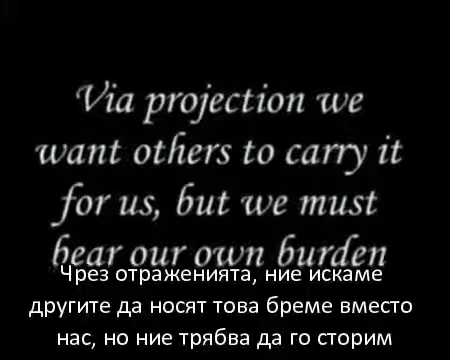 Via projection we
want others to carry it
for us, but we must
bear our own burden
Чрез отраженията, ние искаме
другите да носят това бреме вместо
нас, но ние трябва да го сторим